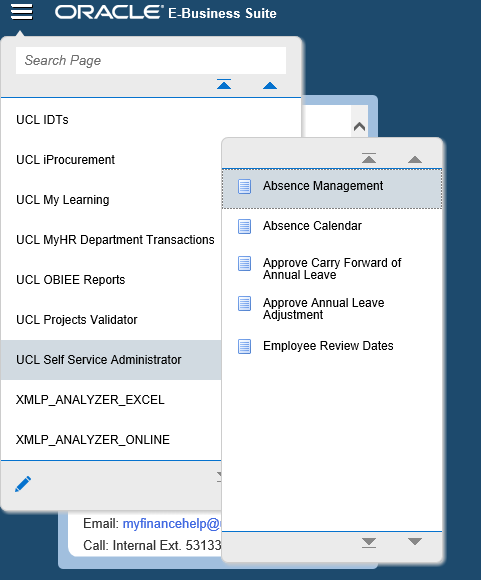 ORACLE E-Business Suite
Search Page
UCL IDTs
UCL iProcurement
UCL My Learning
UCL MyHR Department Transactions
UCL OBIEE Reports
UCL Projects Validator
UCL Self Service Administrator
XMLP_ANALYZER_EXCEL
XMLP_ANALYZER_ONLINE
Absence Management
Absence Calendar
Approve Carry Forward of
Annual Leave
Approve Annual Leave
Adjustment
Employee Review Dates
Email: myfinancehelp@
Call: Internal Ext. 53133